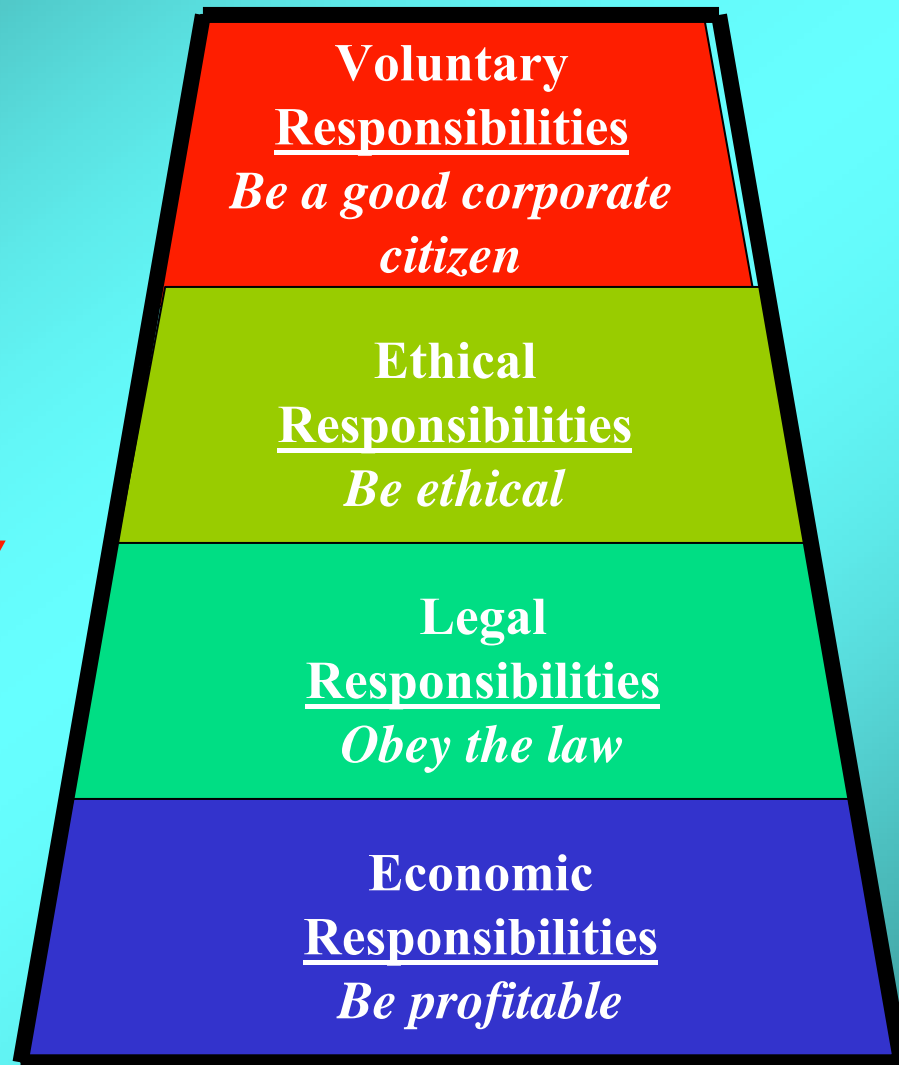 Voluntary
Responsibilities
Be a good corporate
citizen
Ethical
Responsibilities
Be ethical
Legal
Responsibilities
Obey the law
Economic
Responsibilities
Be profitable